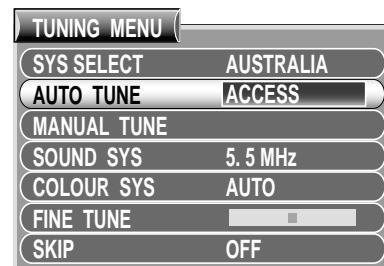 TUNING MENU
SYS SELECT AUSTRALIA
AUTO TUNE ACCESS
MANUAL TUNE
SOUND SYS 5. 5 MHz
COLOUR SYS AUTO
FINE TUNE
SKIP OFF